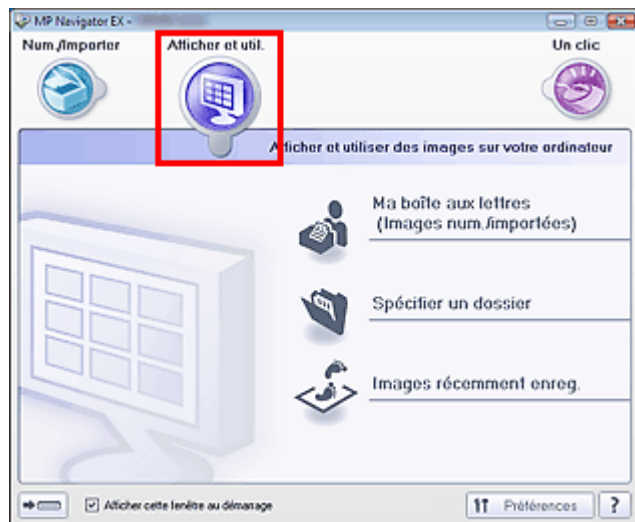 MP Navigator EX -
Num./Importer
Afficher et util.
Un clic
Afficher et utiliser des images sur votre ordinateur
Ma boîte aux lettres
(Images num./importées)
Spécifier un dossier
Images récemment enreg.
Afficher cette fenêtre au démarrage
Préférences
?